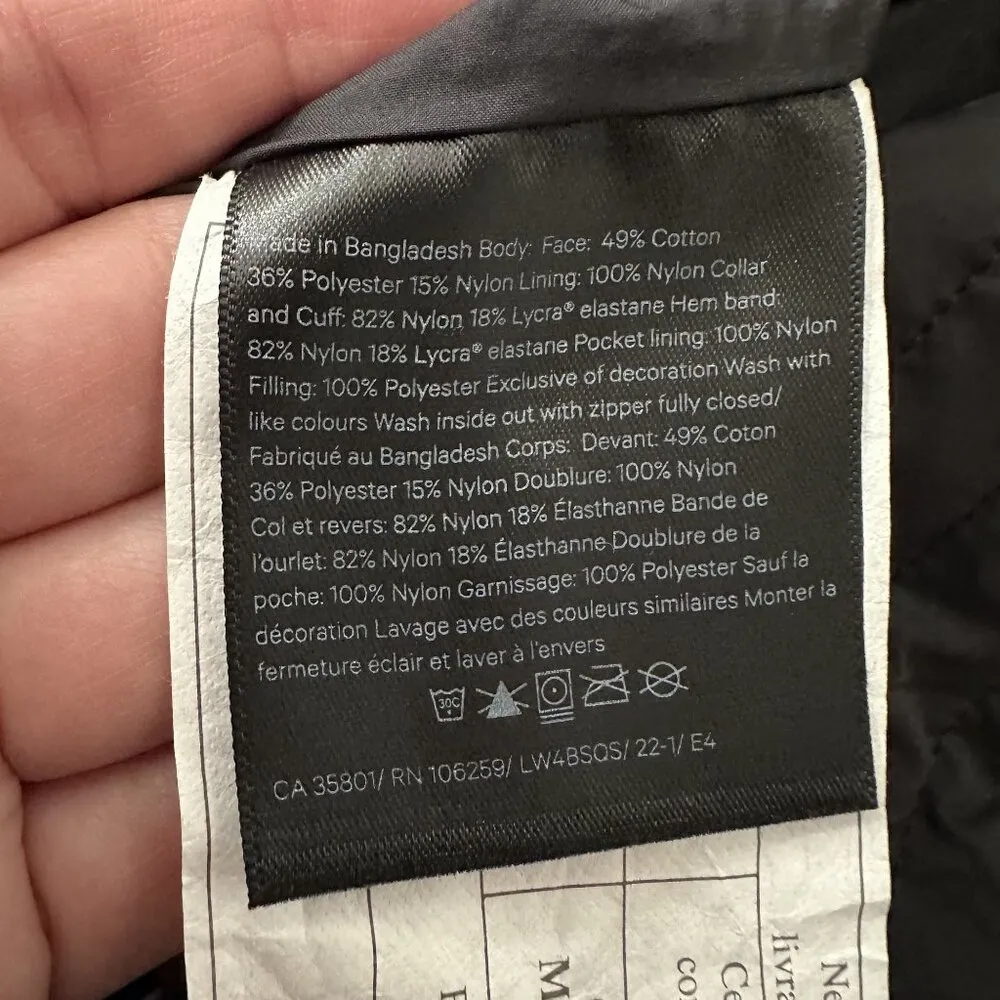 Made in Bangladesh Body: Face: 49% Cotton
36% Polyester 15% Nylon Lining: 100% Nylon Collar
and Cuff: 82% Nylon 18% Lycra® elastane Hem band:
82% Nylon 18% Lycra® elastane Pocket lining: 100% Nylon
Filling: 100% Polyester Exclusive of decoration Wash with
like colours Wash inside out with zipper fully closed/
Fabriqué au Bangladesh Corps: Devant: 49% Coton
36% Polyester 15% Nylon Doublure: 100% Nylon
Col et revers: 82% Nylon 18% Élasthanne Bande de
l'ourlet: 82% Nylon 18% Élasthanne Doublure de la
poche: 100% Nylon Garnissage: 100% Polyester Sauf la
décoration Lavage avec des couleurs similaires Monter la
fermeture éclair et laver à l'envers
30C
CA 35801/ RN 106259/ LW4BSQS/ 22-1/ E4